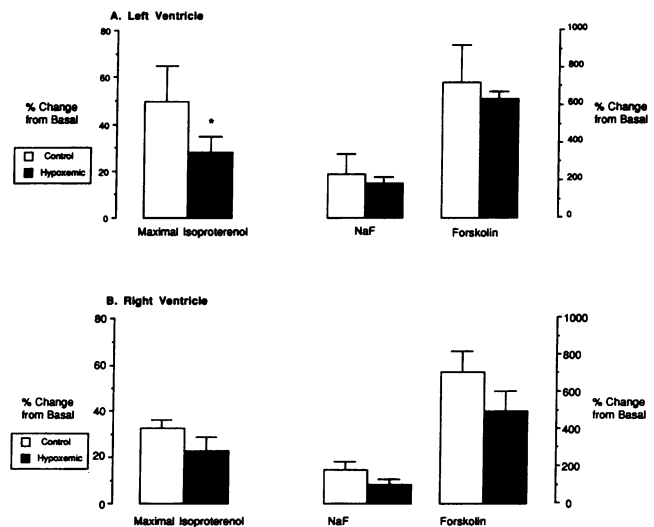 A. Left Ventricle
80
60
40
20
0
% Change
from Basal
Control
Hypoxemic
*
Maximal Isoproterenol
NaF
Forskolin
1000
800
600
400
200
0
% Change
from Basal
B. Right Ventricle
80
60
40
20
0
% Change
from Basal
Control
Hypoxemic
Maximal Isoproterenol
NaF
Forskolin
1000
800
600
400
200
0
% Change
from Basal